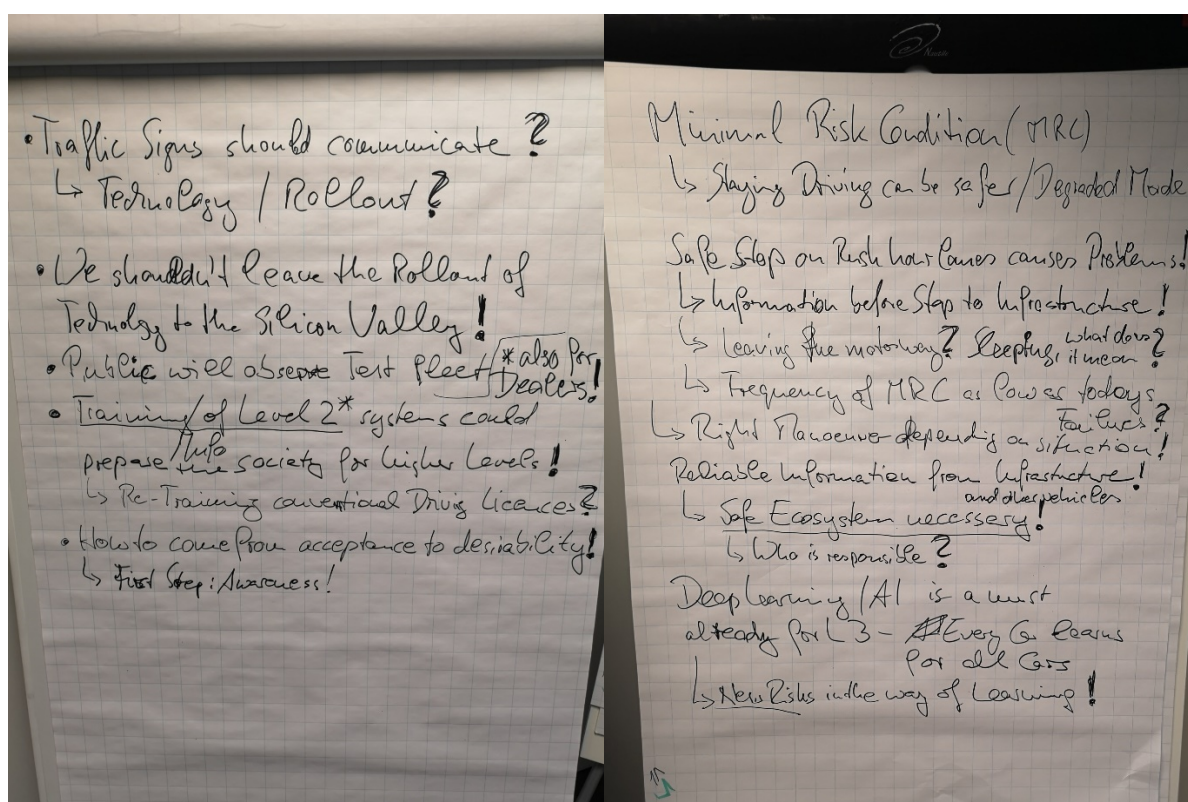 • Traffic Signs should communicate ?
↳ Technology / Rollout ?
• We shouldn't leave the Rollout of
Technology to the Silicon Valley !
• Public will observe Test fleet
* also for
Dealers !
• Training/ of Level 2* systems could
Info
prepare the society for higher Levels !
↳ Re-Training conventional Drivig Licences ?
• How to come from acceptance to desirability !
↳ First Step : Awareness !
Nobo
Minimal Risk Condition (MRC)
↳ Staying Driving can be safer / Degraded Mode
Safe Stop on Rush hour Lanes causes Problems !
↳ Information before Stop to Infrastructure !
↳ Leaving the motorway ? Sleeping, what does it mean ?
↳ Frequency of MRC as low as todays
Failures ?
↳ Right Manoeuver depending on situation !
Reliable Information from Infrastructure !
and other vehicles
↳ Safe Ecosystem necessery !
↳ Who is responsible ?
Deep Learning / AI is a must
already for L3 - Every Car learns
for all Cars
↳ New Risks in the way of Learning !